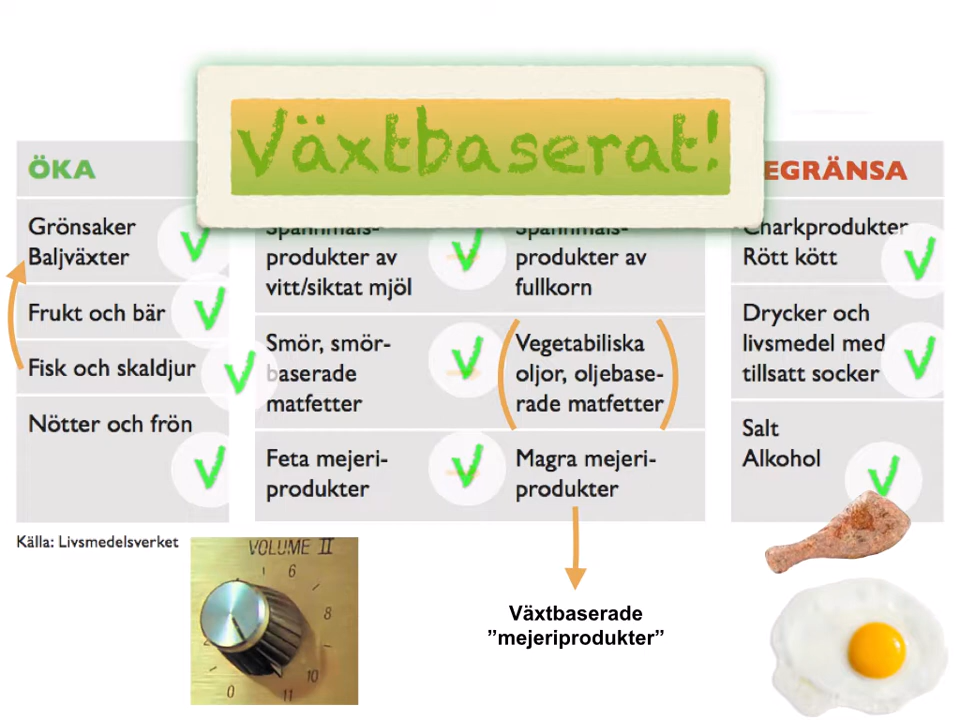 Växtbaserat!
ÖKA
EGRÄNSA
Grönsaker
Baljväxter
Frukt och bär
Fisk och skaldjur
Nötter och frön
Spannmåls-
produkter av
vitt/siktat mjöl
Smör, smör-
baserade
matfetter
Feta mejeri-
produkter
Spannmåls-
produkter av
fullkorn
Vegetabiliska
oljor, oljebase-
rade matfetter
Magra mejeri-
produkter
Charkprodukter
Rött kött
Drycker och
livsmedel med
tillsatt socker
Salt
Alkohol
Källa: Livsmedelsverket
VOLUME II
I 6
8
10
11
0
Växtbaserade
”mejeriprodukter”